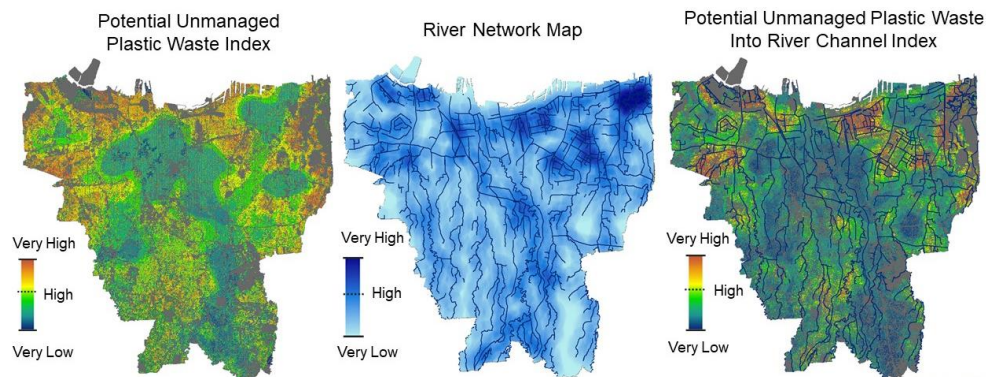 Potential Unmanaged
Plastic Waste Index
River Network Map
Potential Unmanaged Plastic Waste
Into River Channel Index
Very High
High
Very Low
Very High
High
Very Low
Very High
High
Very Low